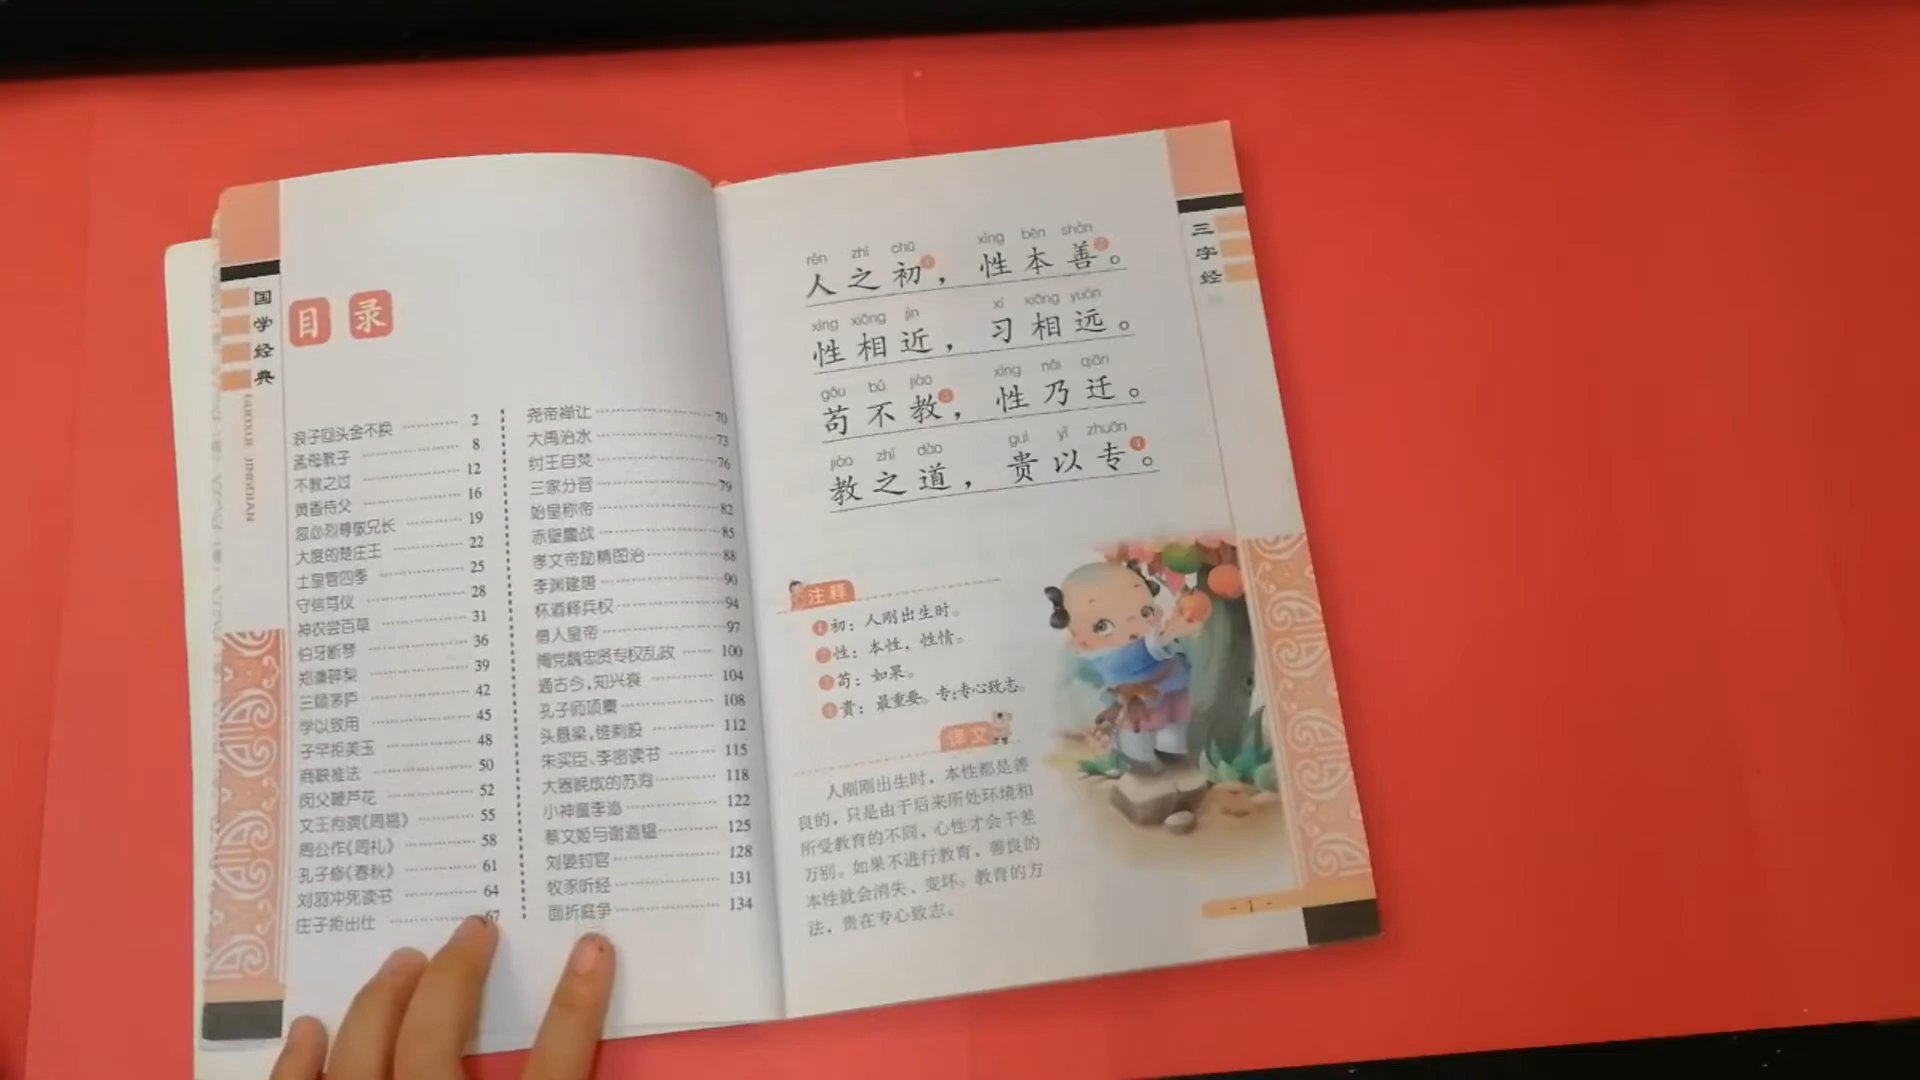 国学经典
GUOXUE JINGDIAN
目录
浪子回头金不换 2
孟母教子 8
不教之过 12
黄香侍父 16
忽必烈尊敬兄长 19
大度的楚庄王 22
土皇管四季 25
守信笃仪 28
神农尝百草 31
伯牙断琴 36
郑濂碎梨 39
三顾茅庐 42
学以致用 45
子罕拒美玉 48
商鞅推法 50
闵父鞭芦花 52
文王拘演《周易》 55
周公作《周礼》 58
孔子修《春秋》 61
刘羽冲死读书 64
庄子拒出仕 67
尧帝禅让 70
大禹治水 73
纣王自焚 76
三家分晋 79
始皇称帝 82
赤壁鏖战 85
孝文帝励精图治 88
李渊建唐 90
杯酒释兵权 94
僧人皇帝 97
阉党魏忠贤专权乱政 100
通古今,知兴衰 104
孔子师项橐 108
头悬梁,锥刺股 112
朱买臣、李密读书 115
大器晚成的苏洵 118
小神童李泌 122
蔡文姬与谢道韫 125
刘晏封官 128
牧豕听经 131
面折庭争 134
三字经
rén zhī chū xìng běn shàn
人之初①，性本善②。
xìng xiāng jìn xí xiāng yuǎn
性相近，习相远。
gǒu bú jiào xìng nǎi qiān
苟不教③，性乃迁。
jiào zhī dào guì yǐ zhuān
教之道，贵以专④。
注释
①初：人刚出生时。
②性：本性，性情。
③苟：如果。
④贵：最重要。专：专心致志。
译文
人刚刚出生时，本性都是善
良的，只是由于后来所处环境和
所受教育的不同，心性才会千差
万别。如果不进行教育，善良的
本性就会消失、变坏。教育的方
法，贵在专心致志。
- 1 -